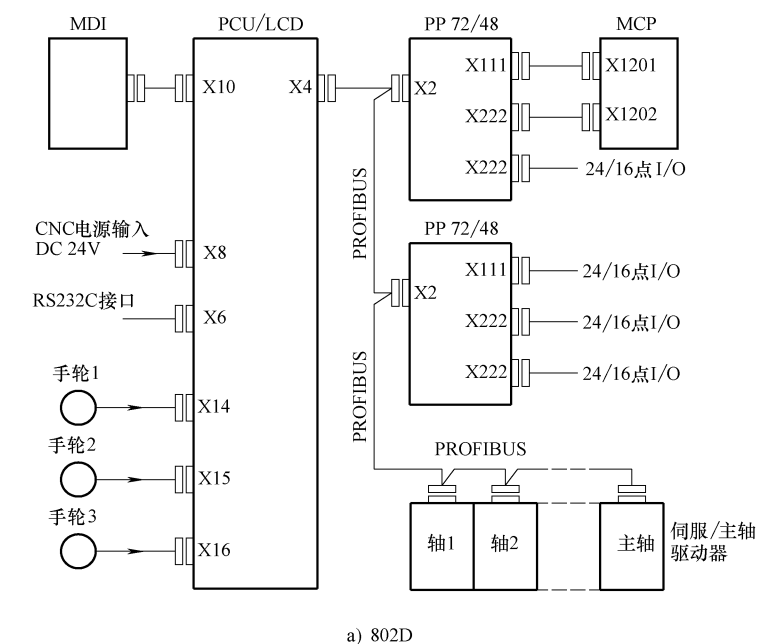 MDI
PCU/LCD
PP 72/48
MCP
X10
X4
X2
X111
X1201
X222
X1202
X222
24/16点I/O
PROFIBUS
CNC电源输入
DC 24V
X8
PP 72/48
X111
24/16点I/O
X2
RS232C接口
X6
X222
24/16点I/O
X222
24/16点I/O
手轮1
X14
PROFIBUS
手轮2
X15
PROFIBUS
手轮3
X16
轴1
轴2
主轴
伺服/主轴
驱动器
a) 802D